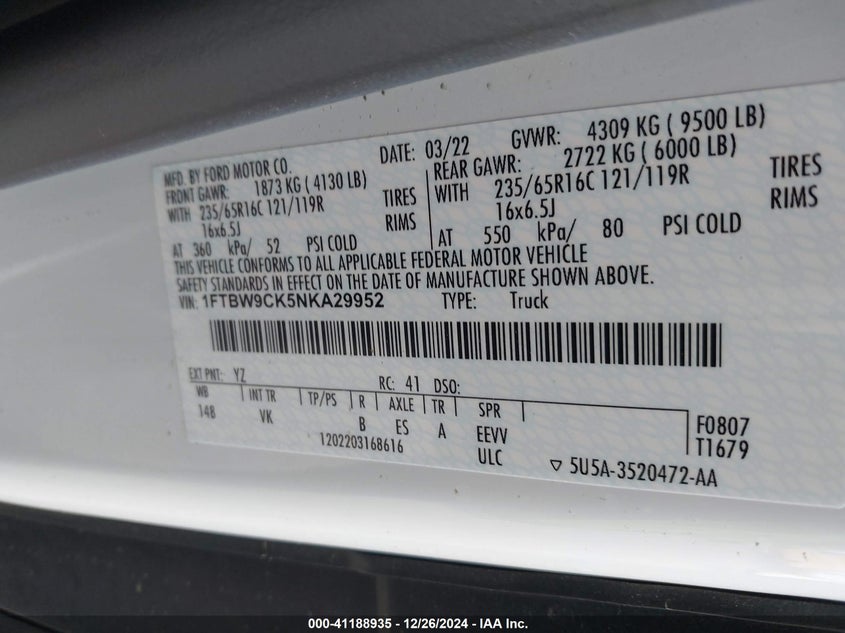 MFD. BY FORD MOTOR CO.
DATE: 03/22 GVWR: 4309 KG ( 9500 LB)
FRONT GAWR: 1873 KG ( 4130 LB)
WITH 235/65R16C 121/119R TIRES
16x6.5J RIMS
AT 360 kPa/ 52 PSI COLD
REAR GAWR: 2722 KG ( 6000 LB)
WITH 235/65R16C 121/119R TIRES
16x6.5J RIMS
AT 550 kPa/ 80 PSI COLD
THIS VEHICLE CONFORMS TO ALL APPLICABLE FEDERAL MOTOR VEHICLE
SAFETY STANDARDS IN EFFECT ON THE DATE OF MANUFACTURE SHOWN ABOVE.
VIN: 1FTBW9CK5NKA29952 TYPE: Truck
EXT PNT: YZ RC: 41 DSO:
WB INT TR TP/PS R AXLE TR SPR
148 VK B ES A EEVV
1202203168616 ULC
F0807
T1679
5U5A-3520472-AA
000-41188935 - 12/26/2024 - IAA Inc.